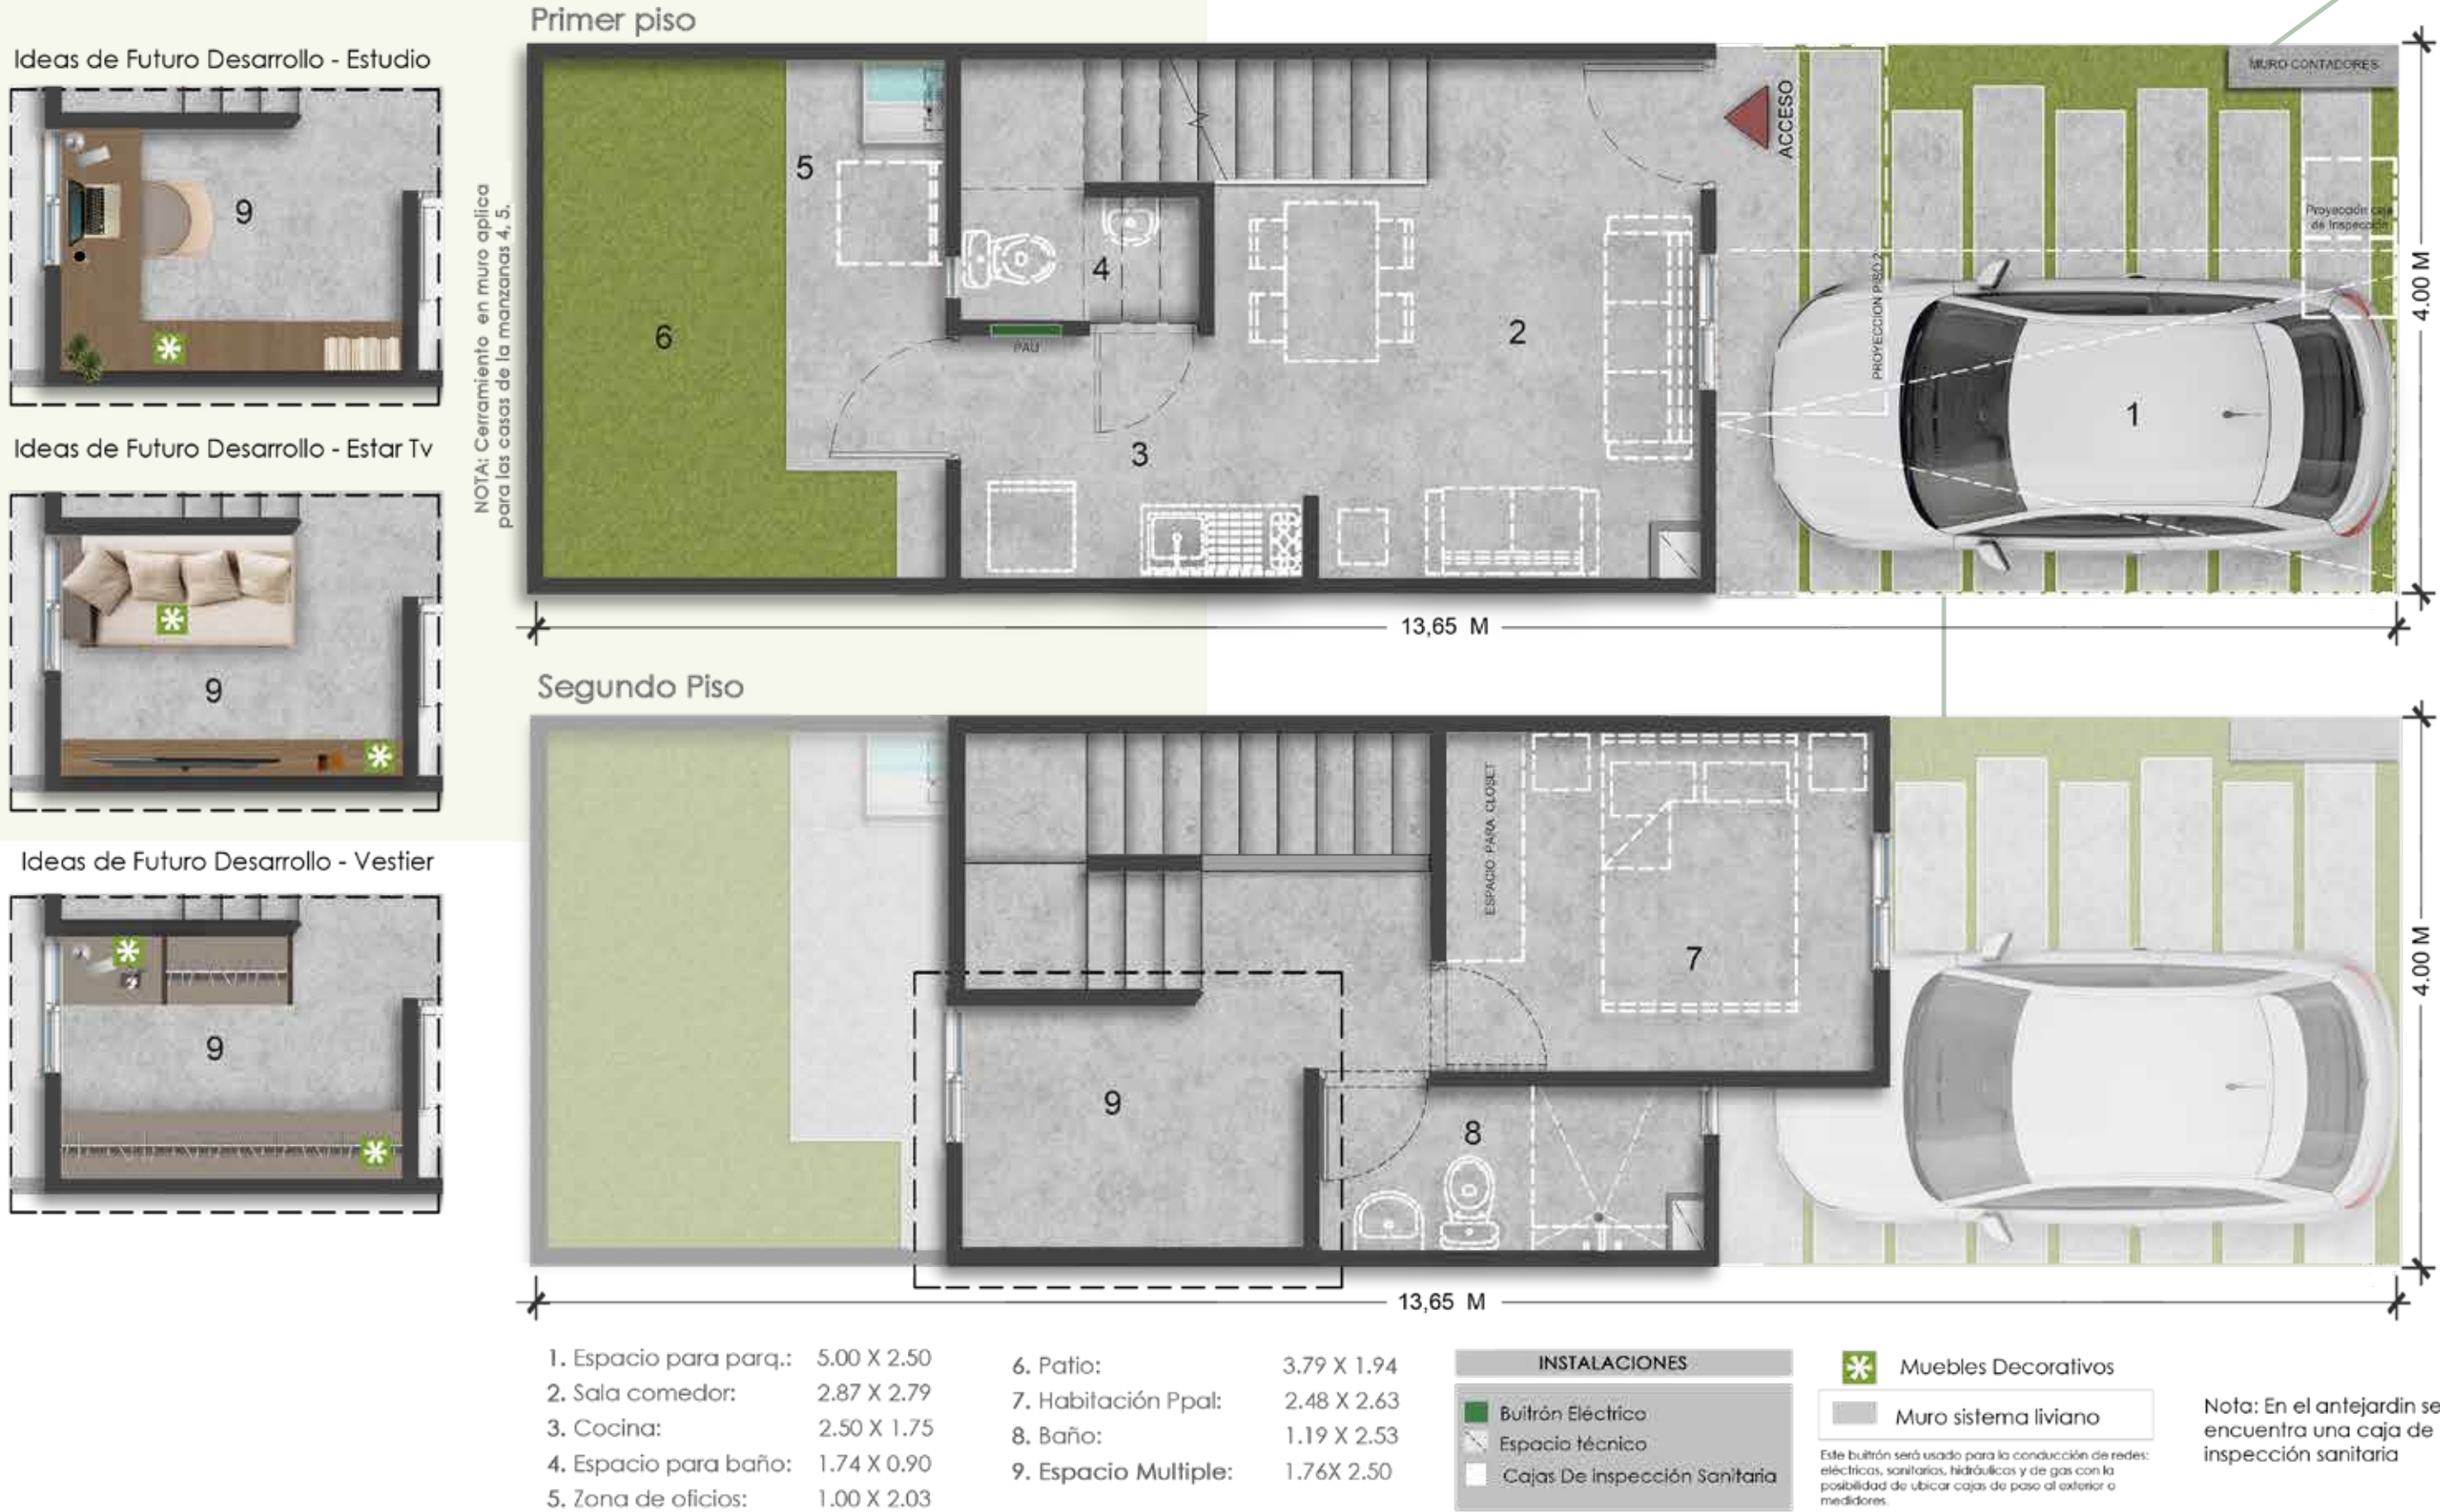 Primer piso
Ideas de Futuro Desarrollo - Estudio
9
Ideas de Futuro Desarrollo - Estar Tv
9
Ideas de Futuro Desarrollo - Vestier
9
NOTA: Cerramiento en muro aplica
para las casas de la manzanas 4, 5.
MURO CONTADORES
ACCESO
5
4
6
PAU
2
3
PROYECCION PISO 2
Proyección caja
de Inspección
1
4.00 M
13,65 M
Segundo Piso
ESPACIO PARA CLOSET
7
9
8
4.00 M
13,65 M
1. Espacio para parq.: 5.00 X 2.50
2. Sala comedor: 2.87 X 2.79
3. Cocina: 2.50 X 1.75
4. Espacio para baño: 1.74 X 0.90
5. Zona de oficios: 1.00 X 2.03
6. Patio: 3.79 X 1.94
7. Habitación Ppal: 2.48 X 2.63
8. Baño: 1.19 X 2.53
9. Espacio Multiple: 1.76X 2.50
INSTALACIONES
Buitrón Eléctrico
Espacio técnico
Cajas De inspección Sanitaria
Muebles Decorativos
Muro sistema liviano
Este buitrón será usado para la conducción de redes:
eléctricas, sanitarias, hidráulicas y de gas con la
posibilidad de ubicar cajas de paso al exterior o
medidores.
Nota: En el antejardin se
encuentra una caja de
inspección sanitaria